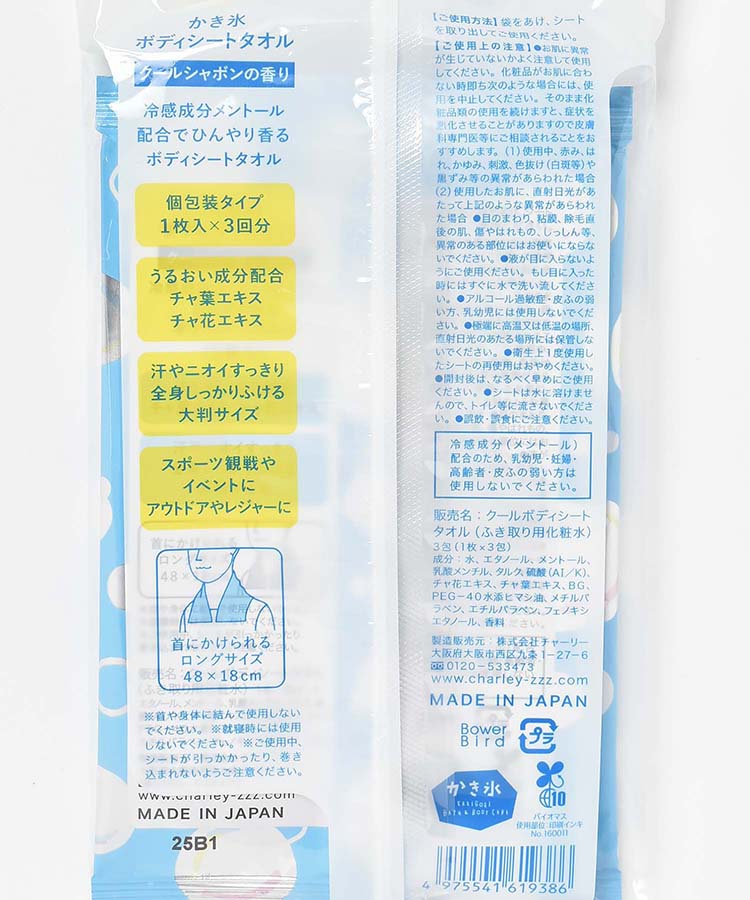 かき氷
ボディシートタオル
クールシャボンの香り
冷感成分メントール
配合でひんやり香る
ボディシートタオル
個包装タイプ
1枚入×3回分
うるおい成分配合
チャ葉エキス
チャ花エキス
汗やニオイすっきり
全身しっかりふける
大判サイズ
スポーツ観戦や
イベントに
アウトドアやレジャーに
首にかけられる
ロングサイズ
48×18cm
※首や身体に結んで使用しない
でください。※就寝時には使用
しないでください。※ご使用中、
シートが引っかかったり、巻き
込まれないようご注意ください。
www.charley-zzz.com
MADE IN JAPAN
25B1
【ご使用方法】袋をあけ、シート
を取り出してご使用ください。
【ご使用上の注意】●お肌に異常
が生じていないかよく注意して使用
してください。化粧品がお肌に合わ
ない時即ち次のような場合には、使
用を中止してください。そのまま化
粧品類の使用を続けますと、症状を
悪化させることがありますので皮膚
科専門医等にご相談されることをお
すすめします。(1)使用中、赤み、は
れ、かゆみ、刺激、色抜け(白斑等)や
黒ずみ等の異常があらわれた場合
(2)使用したお肌に、直射日光があ
たって上記のような異常があらわれ
た場合 ●目のまわり、粘膜、除毛直
後の肌、傷やはれもの、しっしん等、
異常のある部位にはお使いにならな
いでください。●液が目に入らないよ
うにご使用ください。もし目に入った
時にはすぐに水で洗い流してくださ
い。●アルコール過敏症・皮ふの弱
い方、乳幼児には使用しないでくだ
さい。●極端に高温又は低温の場所、
直射日光のあたる場所には保管しな
いでください。●衛生上1度使用し
たシートの再使用はおやめください。
●開封後は、なるべく早めにご使用
ください。●シートは水に溶けませ
んので、トイレ等に流さないでくださ
い。●誤飲・誤食にご注意ください。
冷感成分(メントール)
配合のため、乳幼児・妊婦・
高齢者・皮ふの弱い方は
使用しないでください。
販売名:クールボディシート
タオル(ふき取り用化粧水)
3包(1枚×3包)
成分:水、エタノール、メントール、
乳酸メンチル、タルク、硫酸(Al/K)、
チャ花エキス、チャ葉エキス、BG、
PEG-40水添ヒマシ油、メチルパ
ラベン、エチルパラベン、フェノキシ
エタノール、香料
製造販売元:株式会社チャーリー
大阪府大阪市西区九条1-27-6
0120-533473
www.charley-zzz.com
MADE IN JAPAN
Bower
Bird
プラ
かき氷
KAKIGORI
BATH & BODY CARE
10
バイオマス
使用部位:印刷インキ
No.160011
4 975541 619386